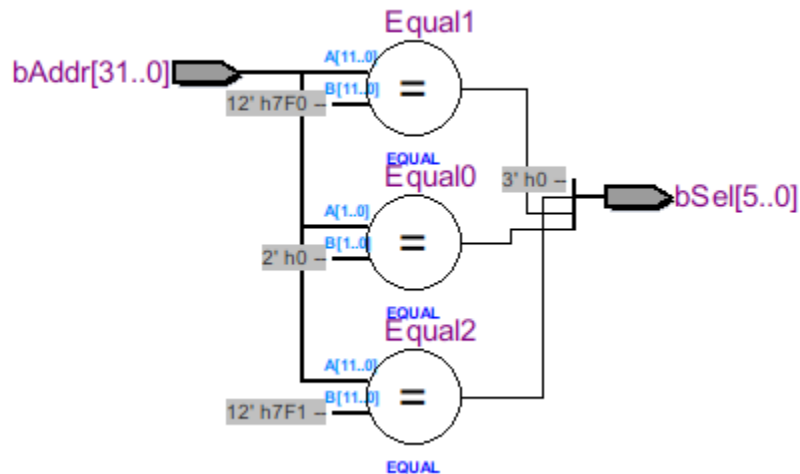 Equal1
bAddr[31..0]
A[11..0]
B[11..0]
12' h7F0
=
EQUAL
Equal0
3' h0
bSel[5..0]
A[1..0]
B[1..0]
2' h0
=
EQUAL
Equal2
A[11..0]
B[11..0]
12' h7F1
=
EQUAL